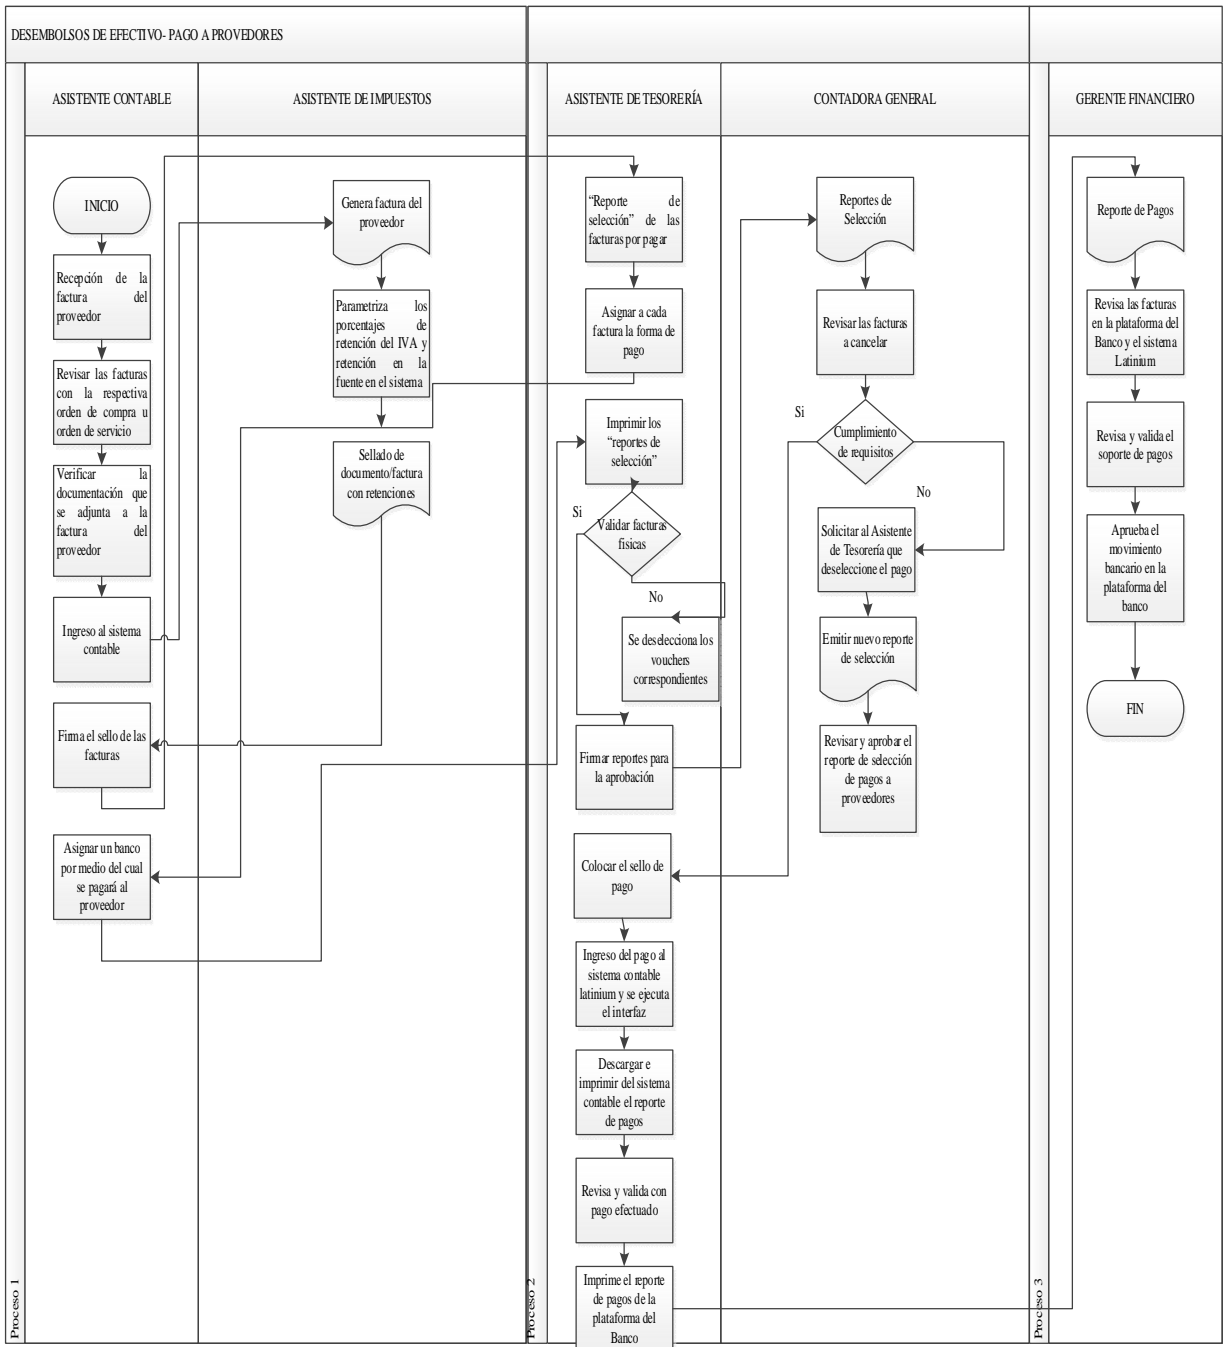 DESEMBOLSOS DE EFECTIVO- PAGO A PROVEDORES
ASISTENTE CONTABLE
ASISTENTE DE IMPUESTOS
ASISTENTE DE TESORERÍA
CONTADORA GENERAL
GERENTE FINANCIERO
INICIO
Recepción de la
factura del
proveedor
Revisar las facturas
con la respectiva
orden de compra u
orden de servicio
Verificar la
documentación que
se adjunta a la
factura del
proveedor
Ingreso al sistema
contable
Firma el sello de las
facturas
Asignar un banco
por medio del cual
se pagará al
proveedor
Genera factura del
proveedor
Parametriza los
porcentajes de
retención del IVA y
retención en la
fuente en el sistema
Sellado de
documento/factura
con retenciones
"Reporte de
selección" de las
facturas por pagar
Asignar a cada
factura la forma de
pago
Imprimir los
"reportes de
selección"
Si
Validar facturas
fisicas
No
Se deselecciona los
vouchers
correspondientes
Firmar reportes para
la aprobación
Colocar el sello de
pago
Ingreso del pago al
sistema contable
latinium y se ejecuta
el interfaz
Descargar e
imprimir del sistema
contable el reporte
de pagos
Revisa y valida con
pago efectuado
Imprime el reporte
de pagos de la
plataforma del
Banco
Reportes de
Selección
Revisar las facturas
a cancelar
Si
Cumplimiento
de requisitos
No
Solicitar al Asistente
de Tesorería que
deseleccione el pago
Emitir nuevo reporte
de selección
Revisar y aprobar el
reporte de selección
de pagos a
proveedores
Reporte de Pagos
Revisa las facturas
en la plataforma del
Banco y el sistema
Latinium
Revisa y valida el
soporte de pagos
Aprueba el
movimiento
bancario en la
plataforma del
banco
FIN
Proceso 1
Proceso 2
Proceso 3